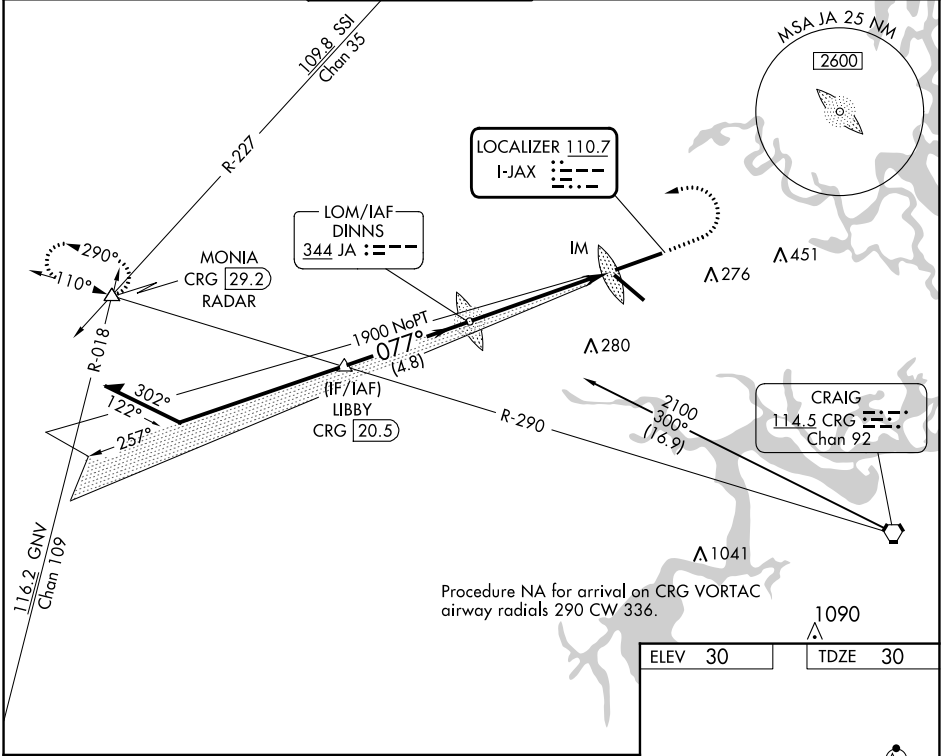 109.8 SSI
Chan 35
R-227
MSA JA 25 NM
2600
LOCALIZER 110.7
I-JAX
LOM/IAF
DINNS
344 JA
IM
290°
110°
MONIA
CRG 29.2
RADAR
276
451
1900 NoPT
077°
(4.8)
280
R-018
(IF/IAF)
LIBBY
CRG 20.5
302°
122°
257°
R-290
2100
300°
(16.9)
CRAIG
114.5 CRG
Chan 92
116.2 GNV
Chan 109
1041
Procedure NA for arrival on CRG VORTAC
airway radials 290 CW 336.
1090
ELEV 30
TDZE 30